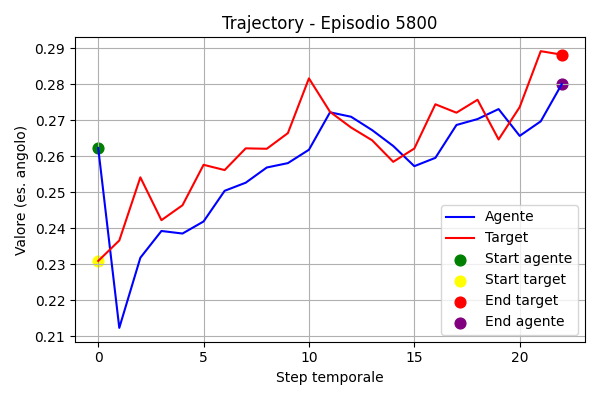 Trajectory - Episodio 5800
Valore (es. angolo)
0.29
0.28
0.27
0.26
0.25
0.24
0.23
0.22
0.21
Agente
Target
Start agente
Start target
End target
End agente
0 5 10 15 20
Step temporale